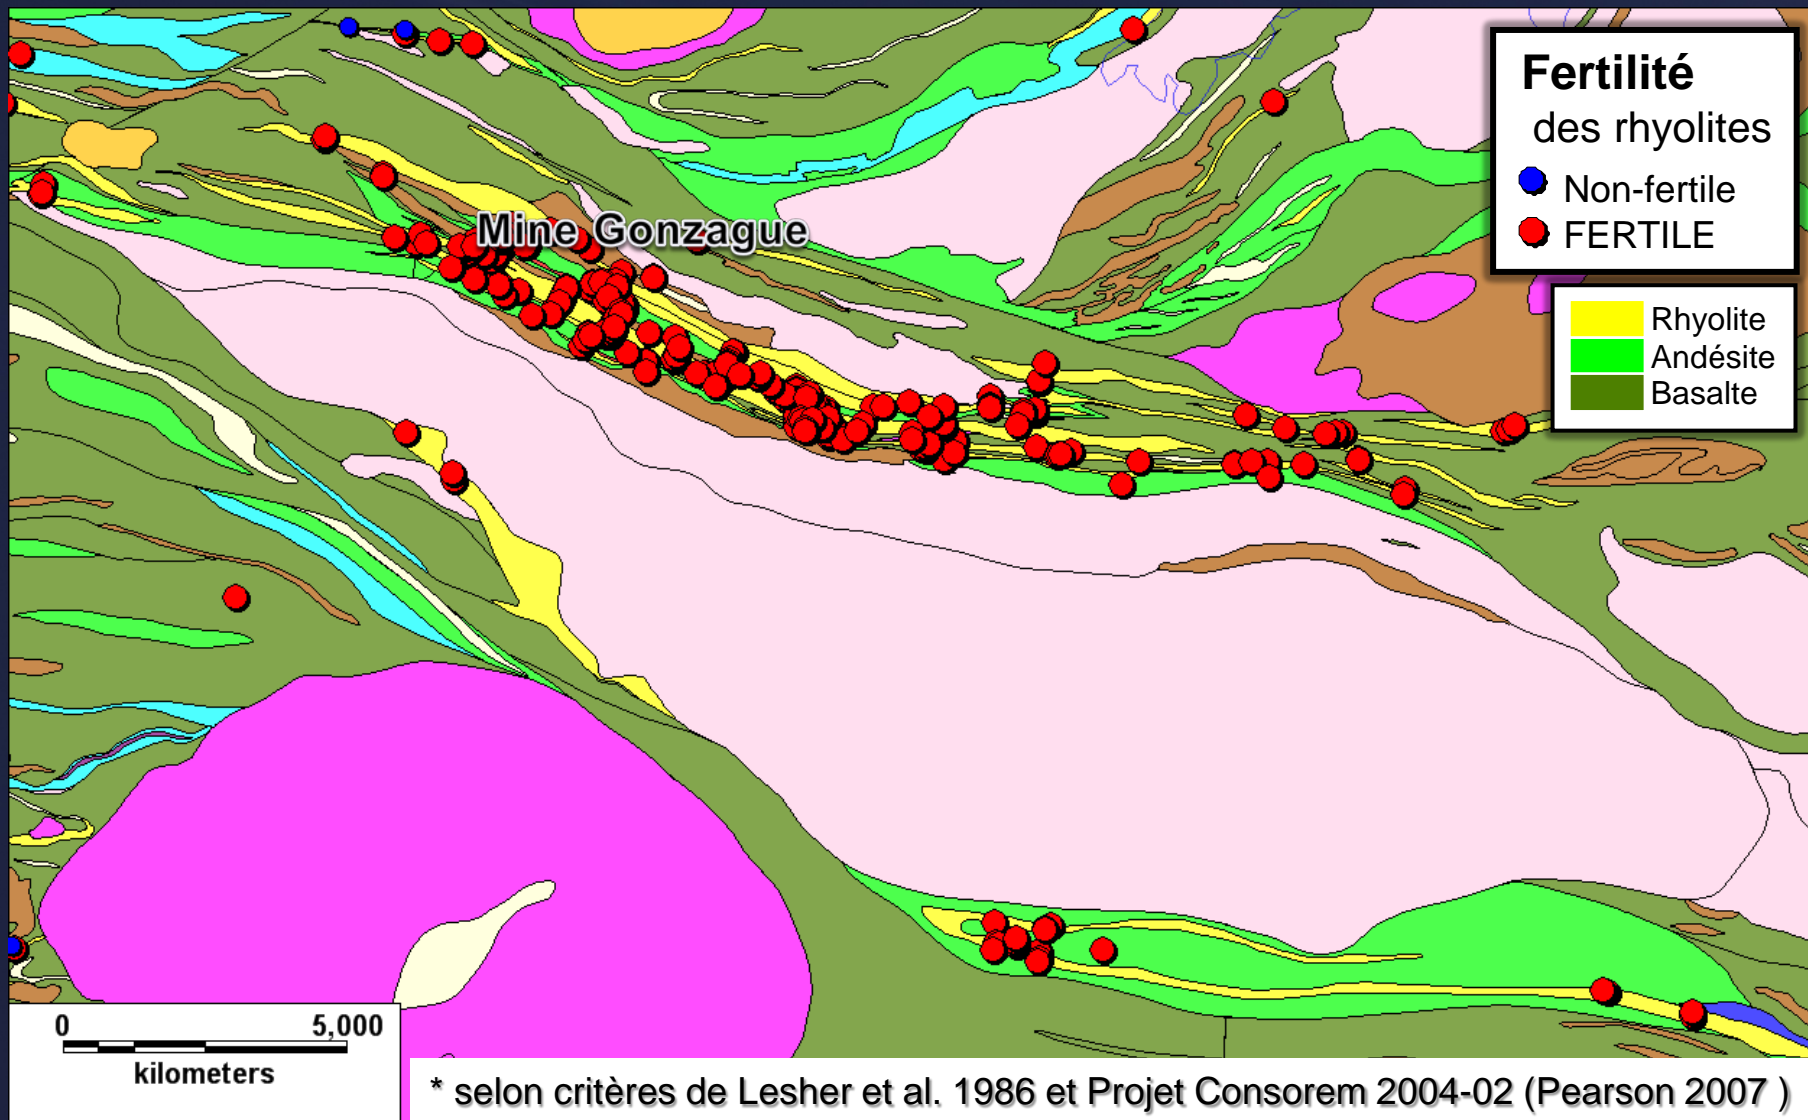 Fertilité
des rhyolites
Non-fertile
FERTILE
Mine Gonzague
Rhyolite
Andésite
Basalte
0 5,000
kilometers
* selon critères de Lesher et al. 1986 et Projet Consorem 2004-02 (Pearson 2007 )